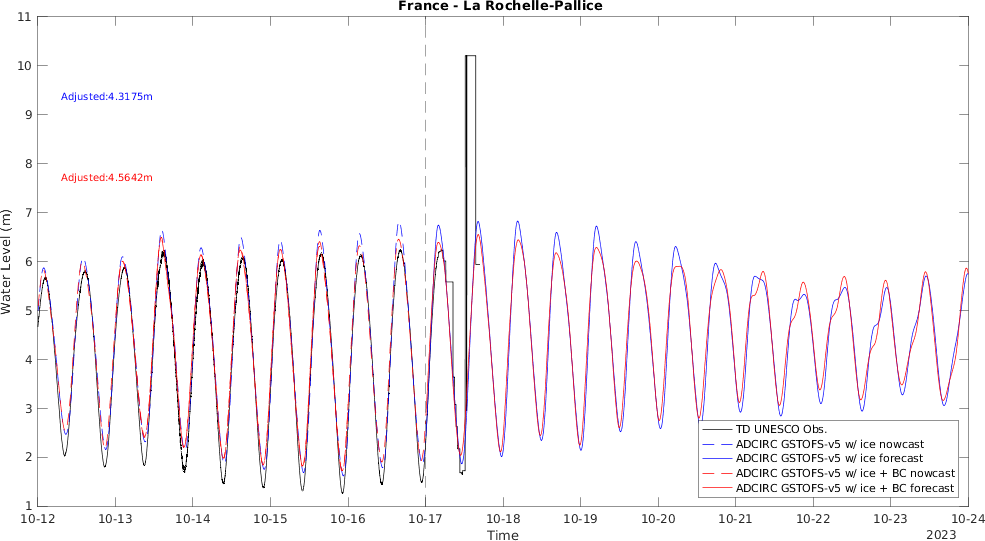 France - La Rochelle-Pallice
11
10
9
8
7
6
5
4
3
2
1
Water Level (m)
Adjusted:4.3175m
Adjusted:4.5642m
TD UNESCO Obs.
ADCIRC GSTOFS-v5 w/ ice nowcast
ADCIRC GSTOFS-v5 w/ ice forecast
ADCIRC GSTOFS-v5 w/ ice + BC nowcast
ADCIRC GSTOFS-v5 w/ ice + BC forecast
10-12 10-13 10-14 10-15 10-16 10-17 10-18 10-19 10-20 10-21 10-22 10-23 10-24
Time
2023